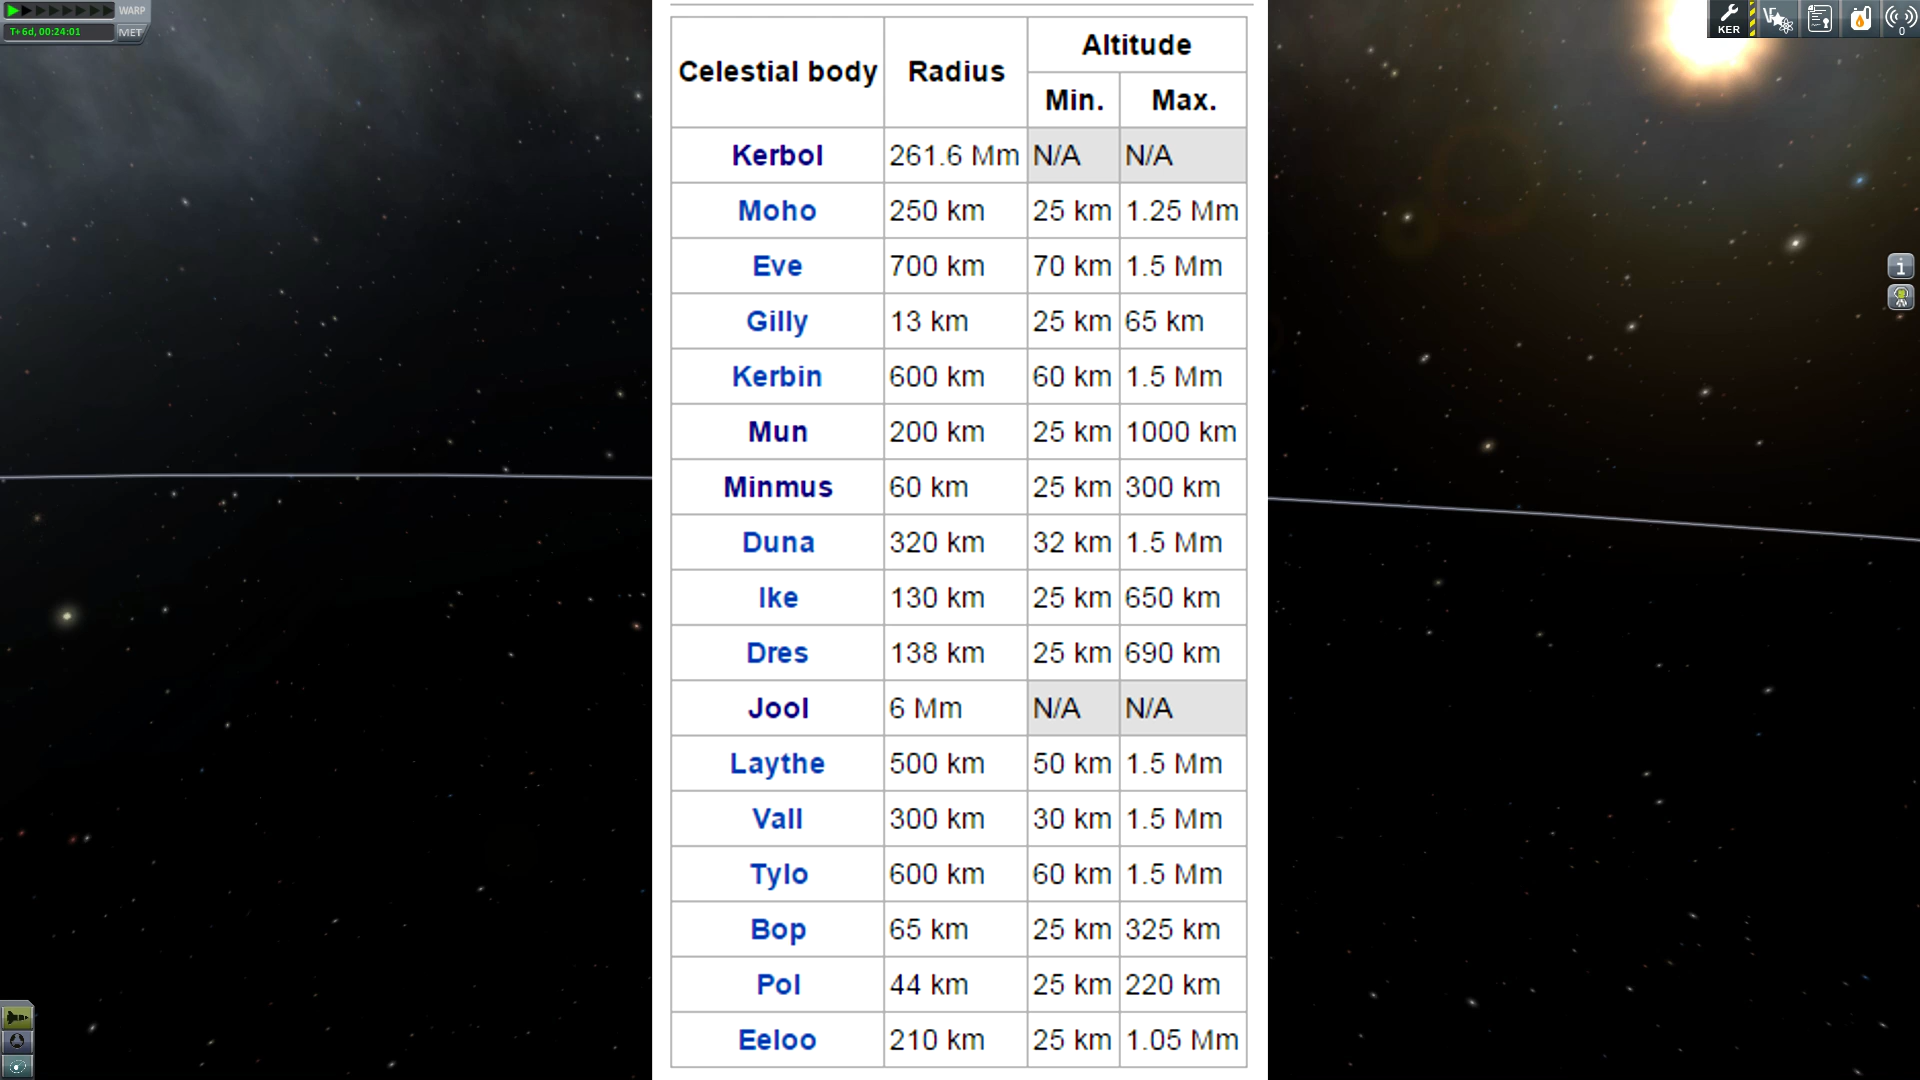 WARP
T+6d, 00:24:01 MET
KER
0
Celestial body Radius Altitude
Min. Max.
Kerbol 261.6 Mm N/A N/A
Moho 250 km 25 km 1.25 Mm
Eve 700 km 70 km 1.5 Mm
Gilly 13 km 25 km 65 km
Kerbin 600 km 60 km 1.5 Mm
Mun 200 km 25 km 1000 km
Minmus 60 km 25 km 300 km
Duna 320 km 32 km 1.5 Mm
Ike 130 km 25 km 650 km
Dres 138 km 25 km 690 km
Jool 6 Mm N/A N/A
Laythe 500 km 50 km 1.5 Mm
Vall 300 km 30 km 1.5 Mm
Tylo 600 km 60 km 1.5 Mm
Bop 65 km 25 km 325 km
Pol 44 km 25 km 220 km
Eeloo 210 km 25 km 1.05 Mm